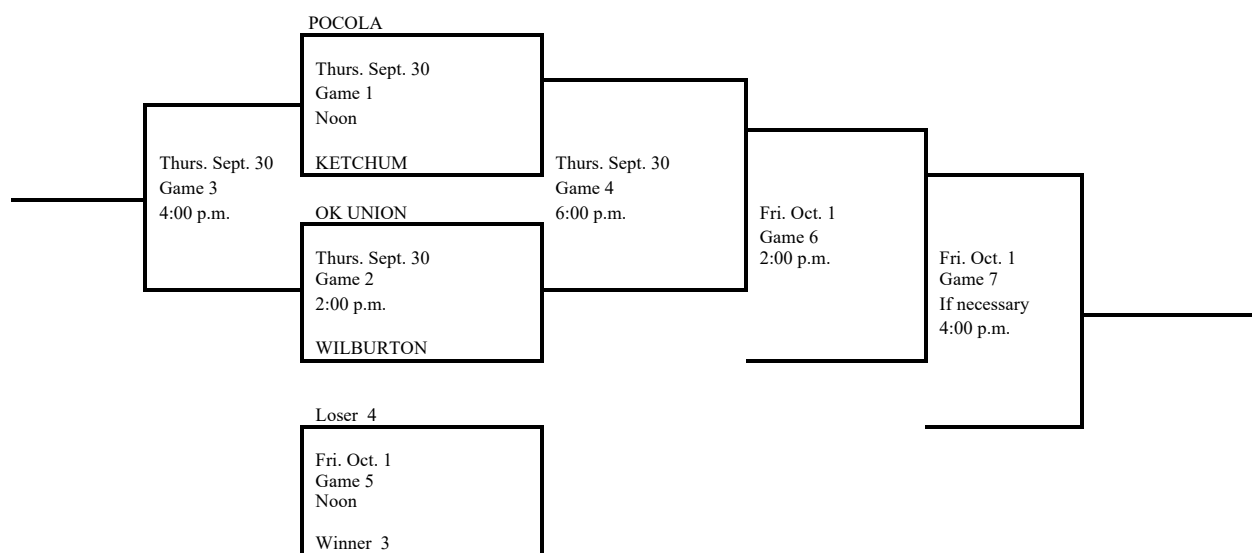 POCOLA
Thurs. Sept. 30
Game 1
Noon
KETCHUM
Thurs. Sept. 30
Game 3
4:00 p.m.
OK UNION
Thurs. Sept. 30
Game 2
2:00 p.m.
WILBURTON
Thurs. Sept. 30
Game 4
6:00 p.m.
Fri. Oct. 1
Game 6
2:00 p.m.
Fri. Oct. 1
Game 7
If necessary
4:00 p.m.
Loser 4
Fri. Oct. 1
Game 5
Noon
Winner 3